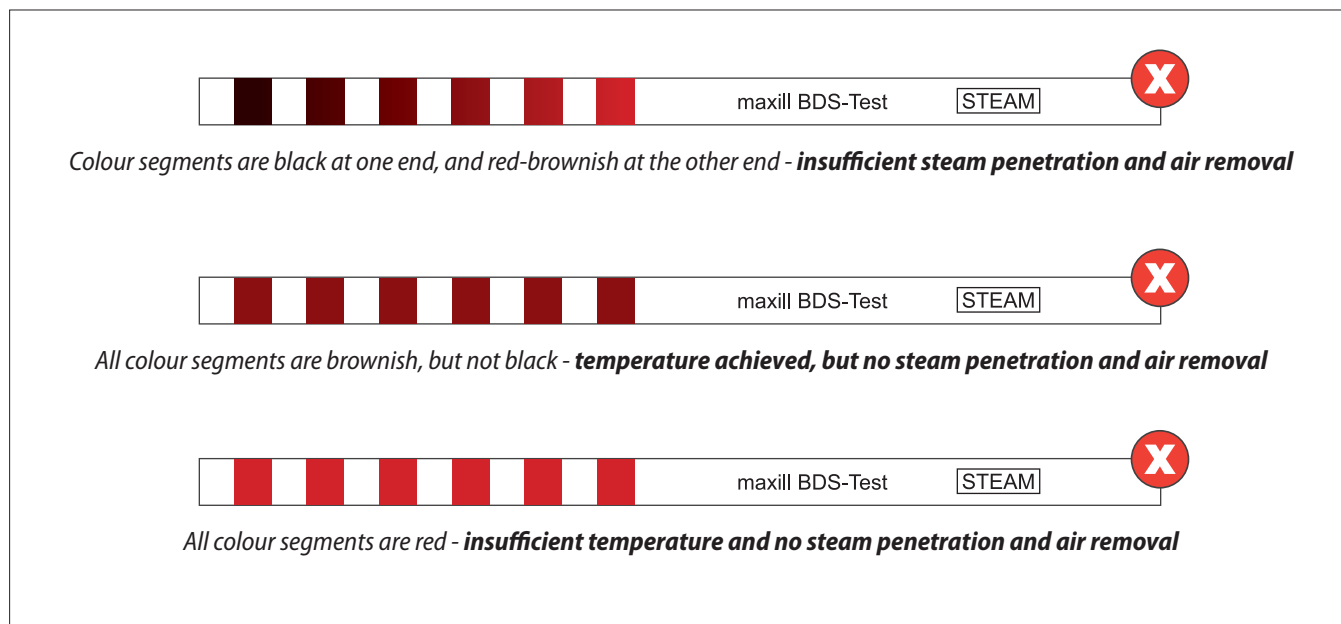 maxill BDS-Test STEAM X
Colour segments are black at one end, and red-brownish at the other end - insufficient steam penetration and air removal
maxill BDS-Test STEAM X
All colour segments are brownish, but not black - temperature achieved, but no steam penetration and air removal
maxill BDS-Test STEAM X
All colour segments are red - insufficient temperature and no steam penetration and air removal